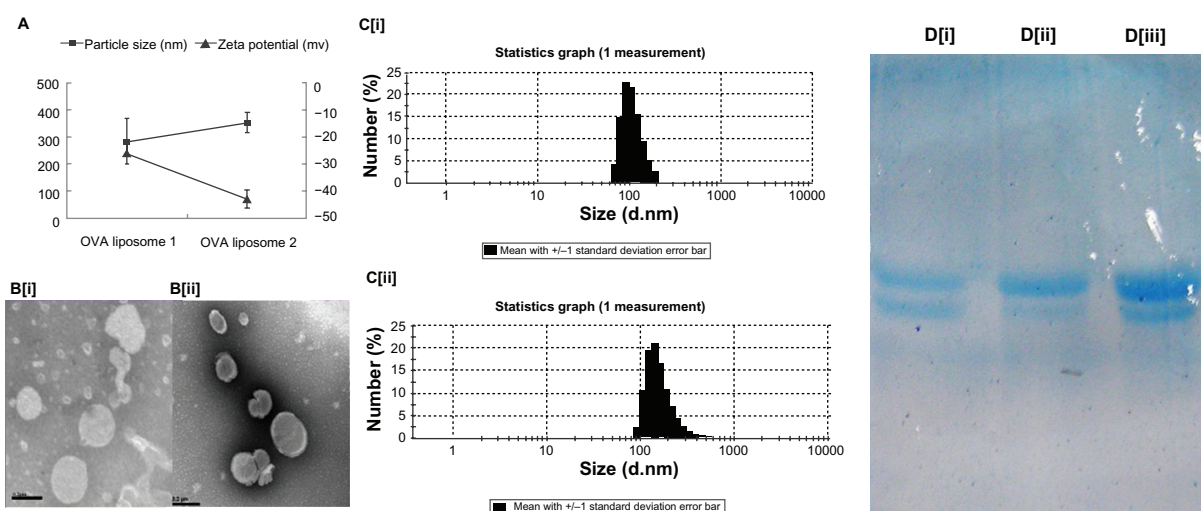 A
Particle size (nm) Zeta potential (mv)
500
400
300
200
100
0
0
−10
−20
−30
−40
−50
OVA liposome 1 OVA liposome 2
B[i]
B[ii]
0.2 µm
C[i]
Statistics graph (1 measurement)
Number (%)
25
20
15
10
5
0
1 10 100 1000 10000
Size (d.nm)
Mean with +/−1 standard deviation error bar
C[ii]
Statistics graph (1 measurement)
Number (%)
25
20
15
10
5
0
1 10 100 1000 10000
Size (d.nm)
Mean with +/−1 standard deviation error bar
D[i] D[ii] D[iii]